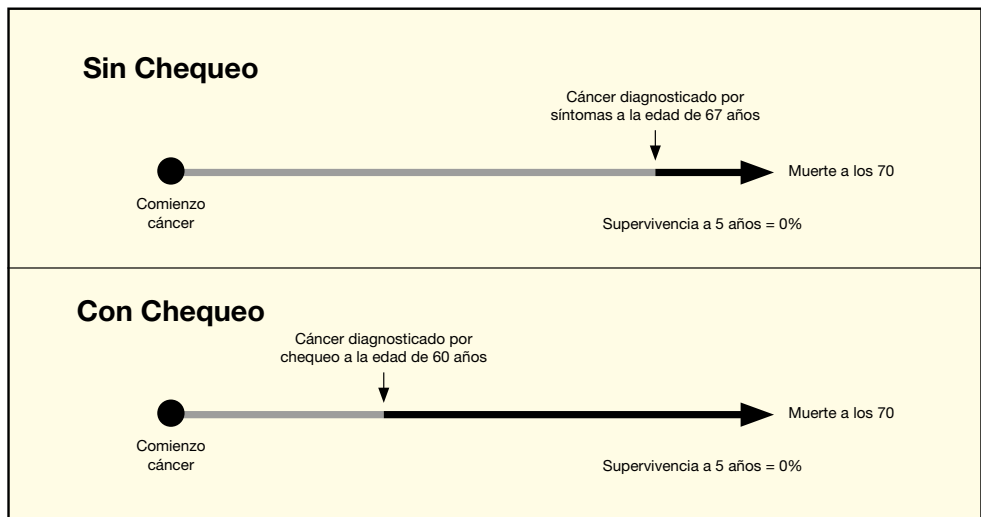 Sin Chequeo
Cáncer diagnosticado por
síntomas a la edad de 67 años
Muerte a los 70
Comienzo
cáncer
Supervivencia a 5 años = 0%
Con Chequeo
Cáncer diagnosticado por
chequeo a la edad de 60 años
Muerte a los 70
Comienzo
cáncer
Supervivencia a 5 años = 0%